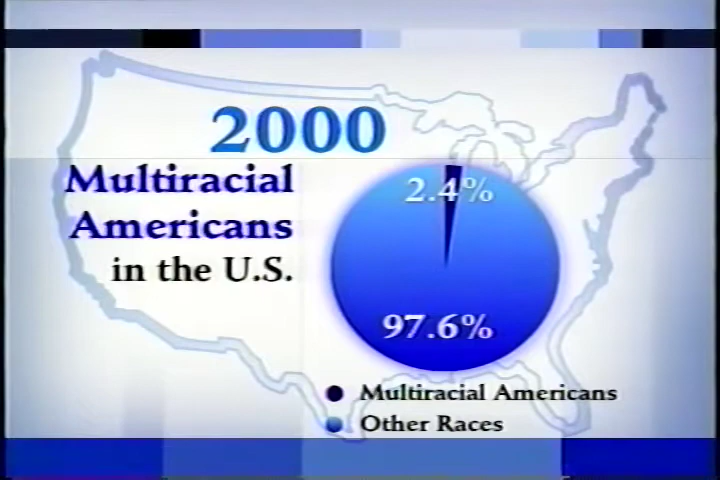 2000
Multiracial
Americans
in the U.S.
2.4%
97.6%
Multiracial Americans
Other Races